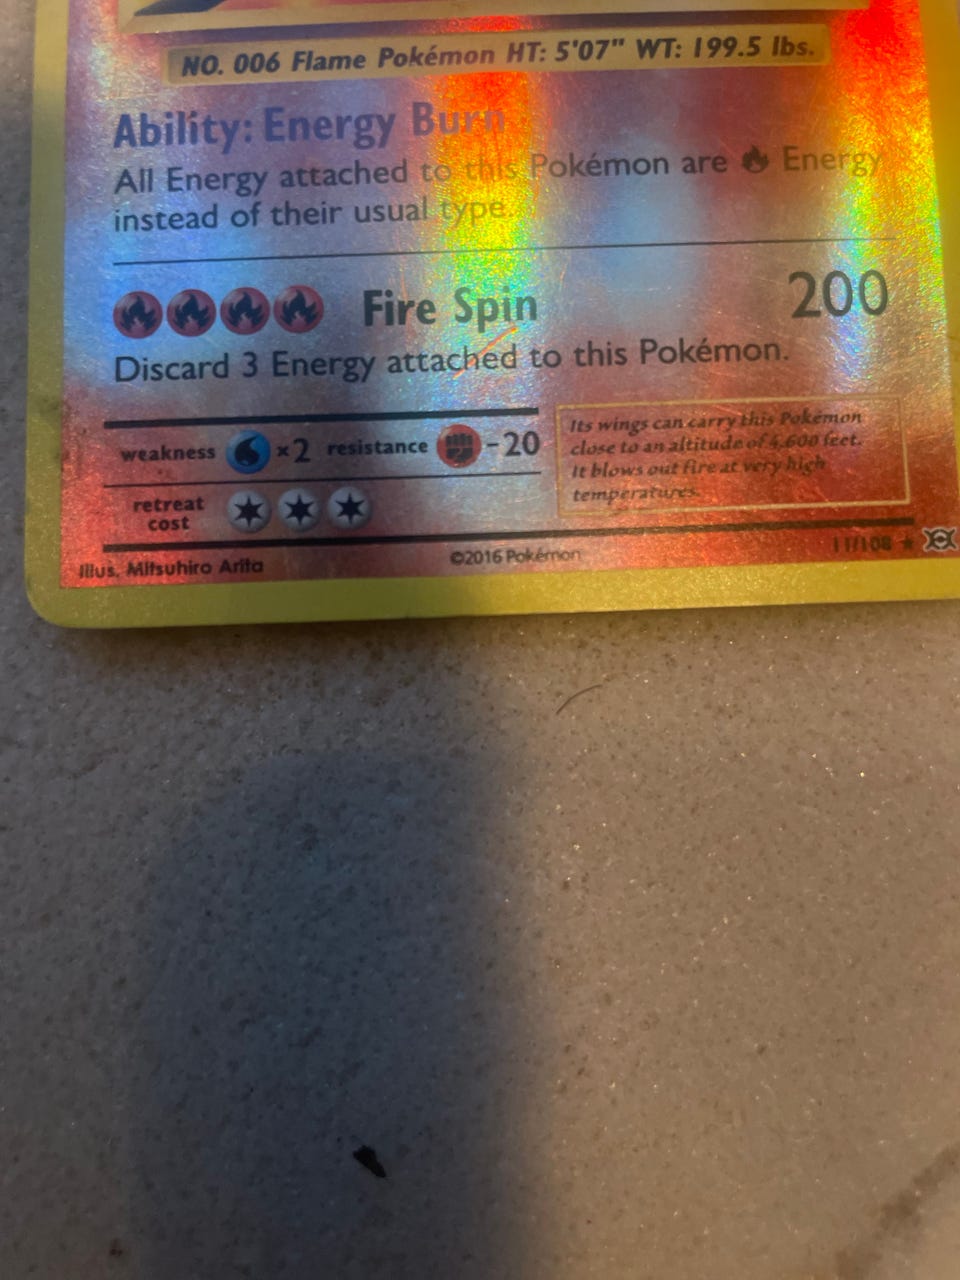 NO. 006 Flame Pokémon HT: 5'07" WT: 199.5 lbs.
Ability: Energy Burn
All Energy attached to this Pokémon are Energy
instead of their usual type.
Fire Spin 200
Discard 3 Energy attached to this Pokémon.
weakness ×2 resistance -20
retreat
cost
Its wings can carry this Pokémon
close to an altitude of 4,600 feet.
It blows out fire at very high
temperatures.
Illus. Mitsuhiro Arita ©2016 Pokémon 11/108